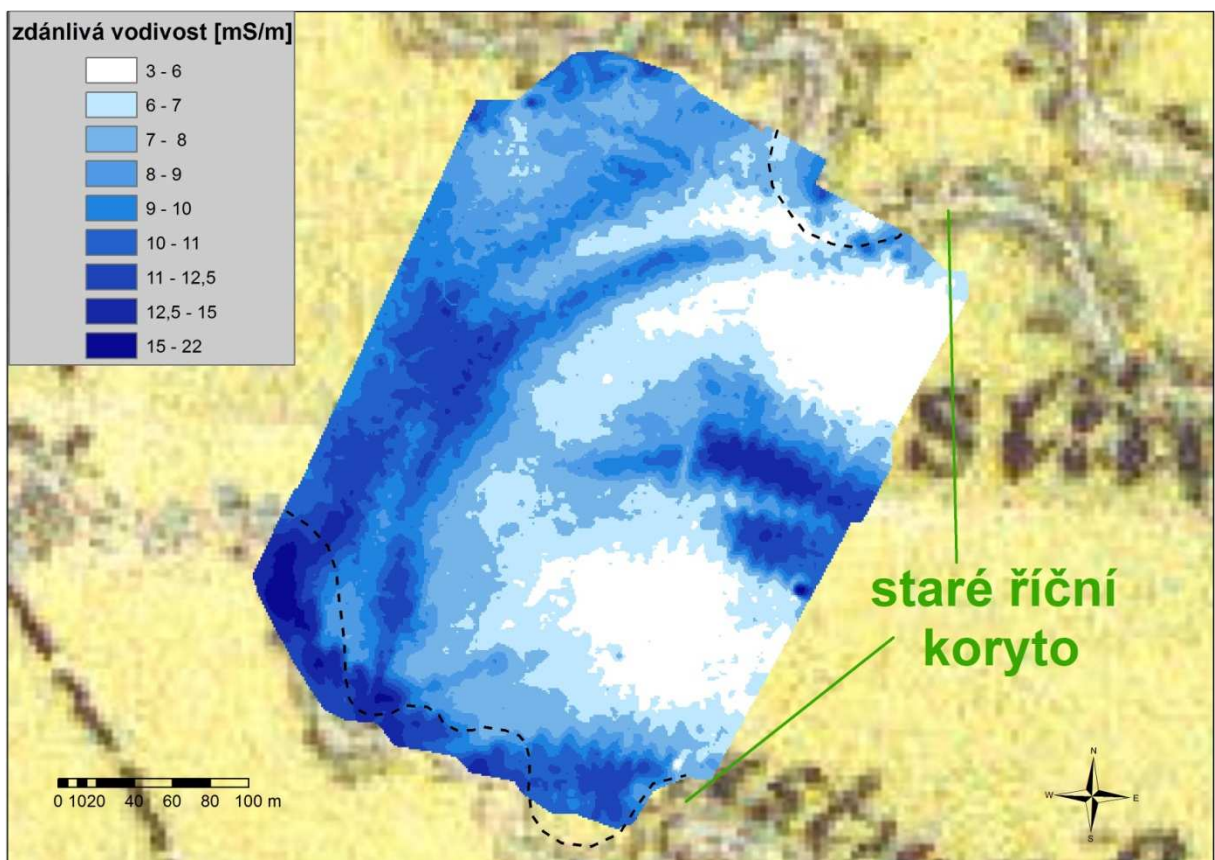 zdánlivá vodivost [mS/m]
3 - 6
6 - 7
7 - 8
8 - 9
9 - 10
10 - 11
11 - 12,5
12,5 - 15
15 - 22
staré říční
koryto
0 10 20 40 60 80 100 m
N
W E
S